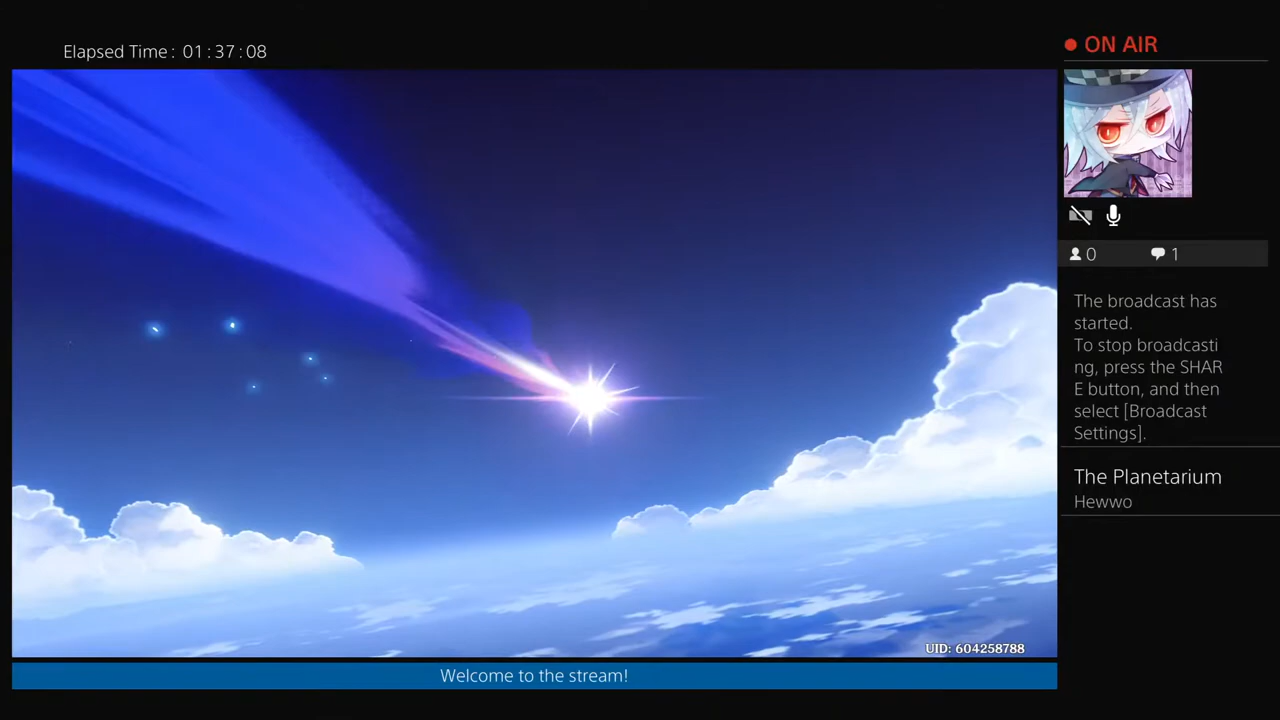 Elapsed Time: 01:37:08
ON AIR
0 1
The broadcast has
started.
To stop broadcasti
ng, press the SHAR
E button, and then
select [Broadcast
Settings].
The Planetarium
Hewwo
UID: 604258788
Welcome to the stream!